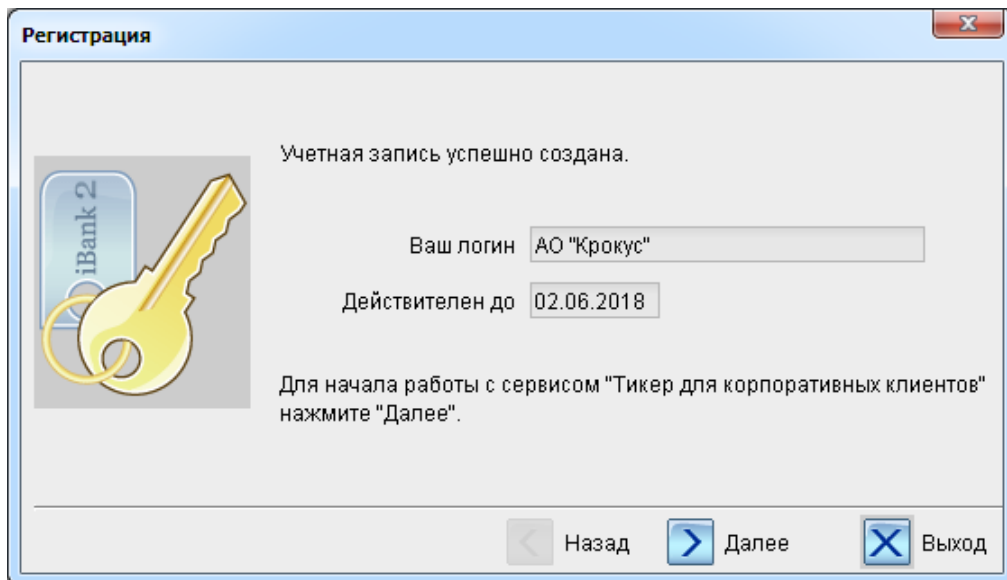 Регистрация
Учетная запись успешно создана.
iBank 2
Ваш логин АО "Крокус"
Действителен до 02.06.2018
Для начала работы с сервисом "Тикер для корпоративных клиентов"
нажмите "Далее".
Назад Далее Выход